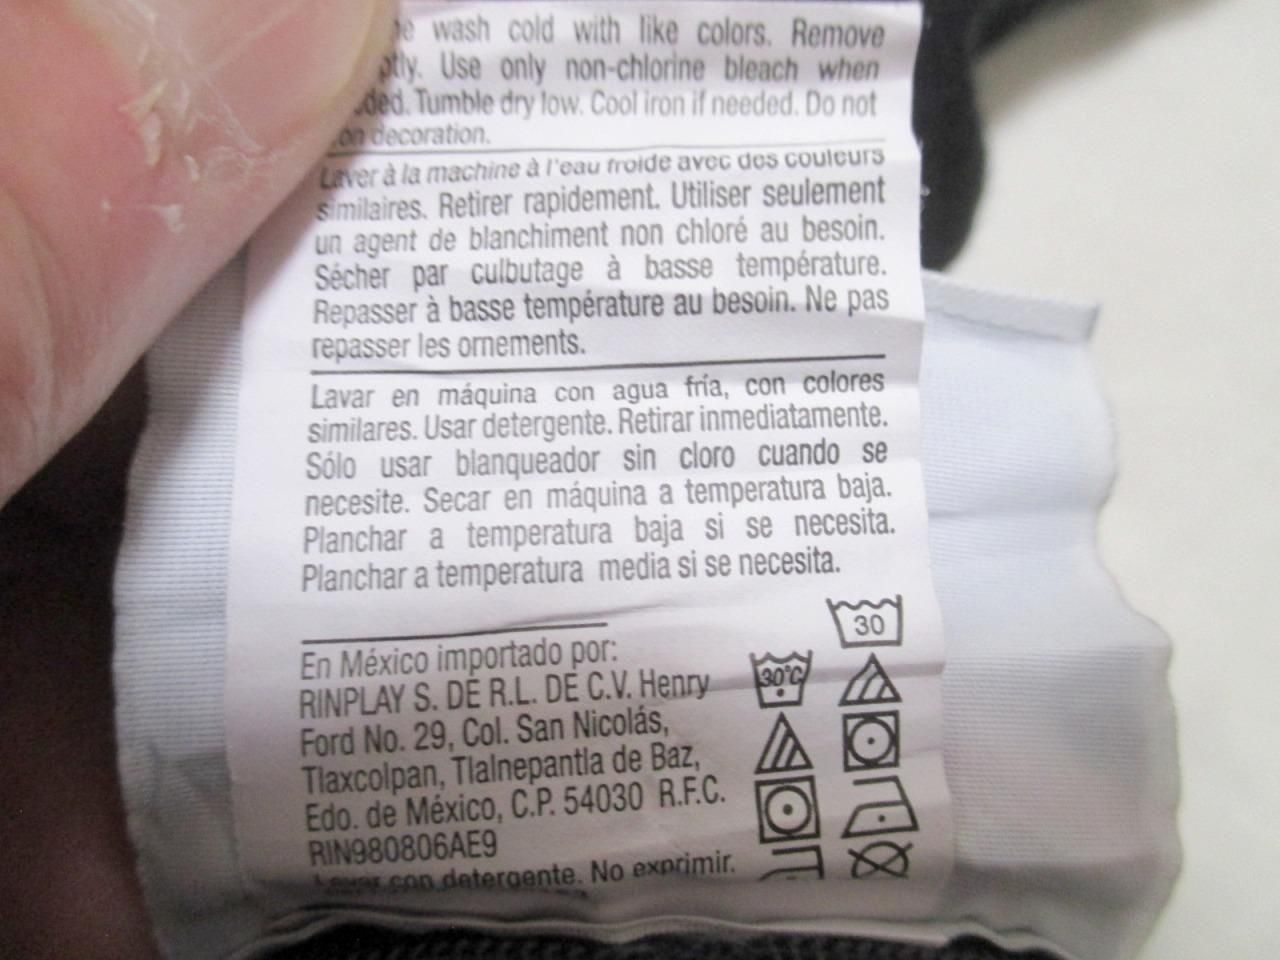 wash cold with like colors. Remove
Use only non-chlorine bleach when
Tumble dry low. Cool iron if needed. Do not
on decoration.
Laver à la machine à l'eau froide avec des couleurs
similaires. Retirer rapidement. Utiliser seulement
un agent de blanchiment non chloré au besoin.
Sécher par culbutage à basse température.
Repasser à basse température au besoin. Ne pas
repasser les ornements.
Lavar en máquina con agua fría, con colores
similares. Usar detergente. Retirar inmediatamente.
Sólo usar blanqueador sin cloro cuando se
necesite. Secar en máquina a temperatura baja.
Planchar a temperatura baja si se necesita.
Planchar a temperatura media si se necesita.
30
30°C
En México importado por:
RINPLAY S. DE R.L. DE C.V. Henry
Ford No. 29, Col. San Nicolás,
Tlaxcolpan, Tlalnepantla de Baz,
Edo. de México, C.P. 54030 R.F.C.
RIN980806AE9
Lavar con detergente. No exprimir.